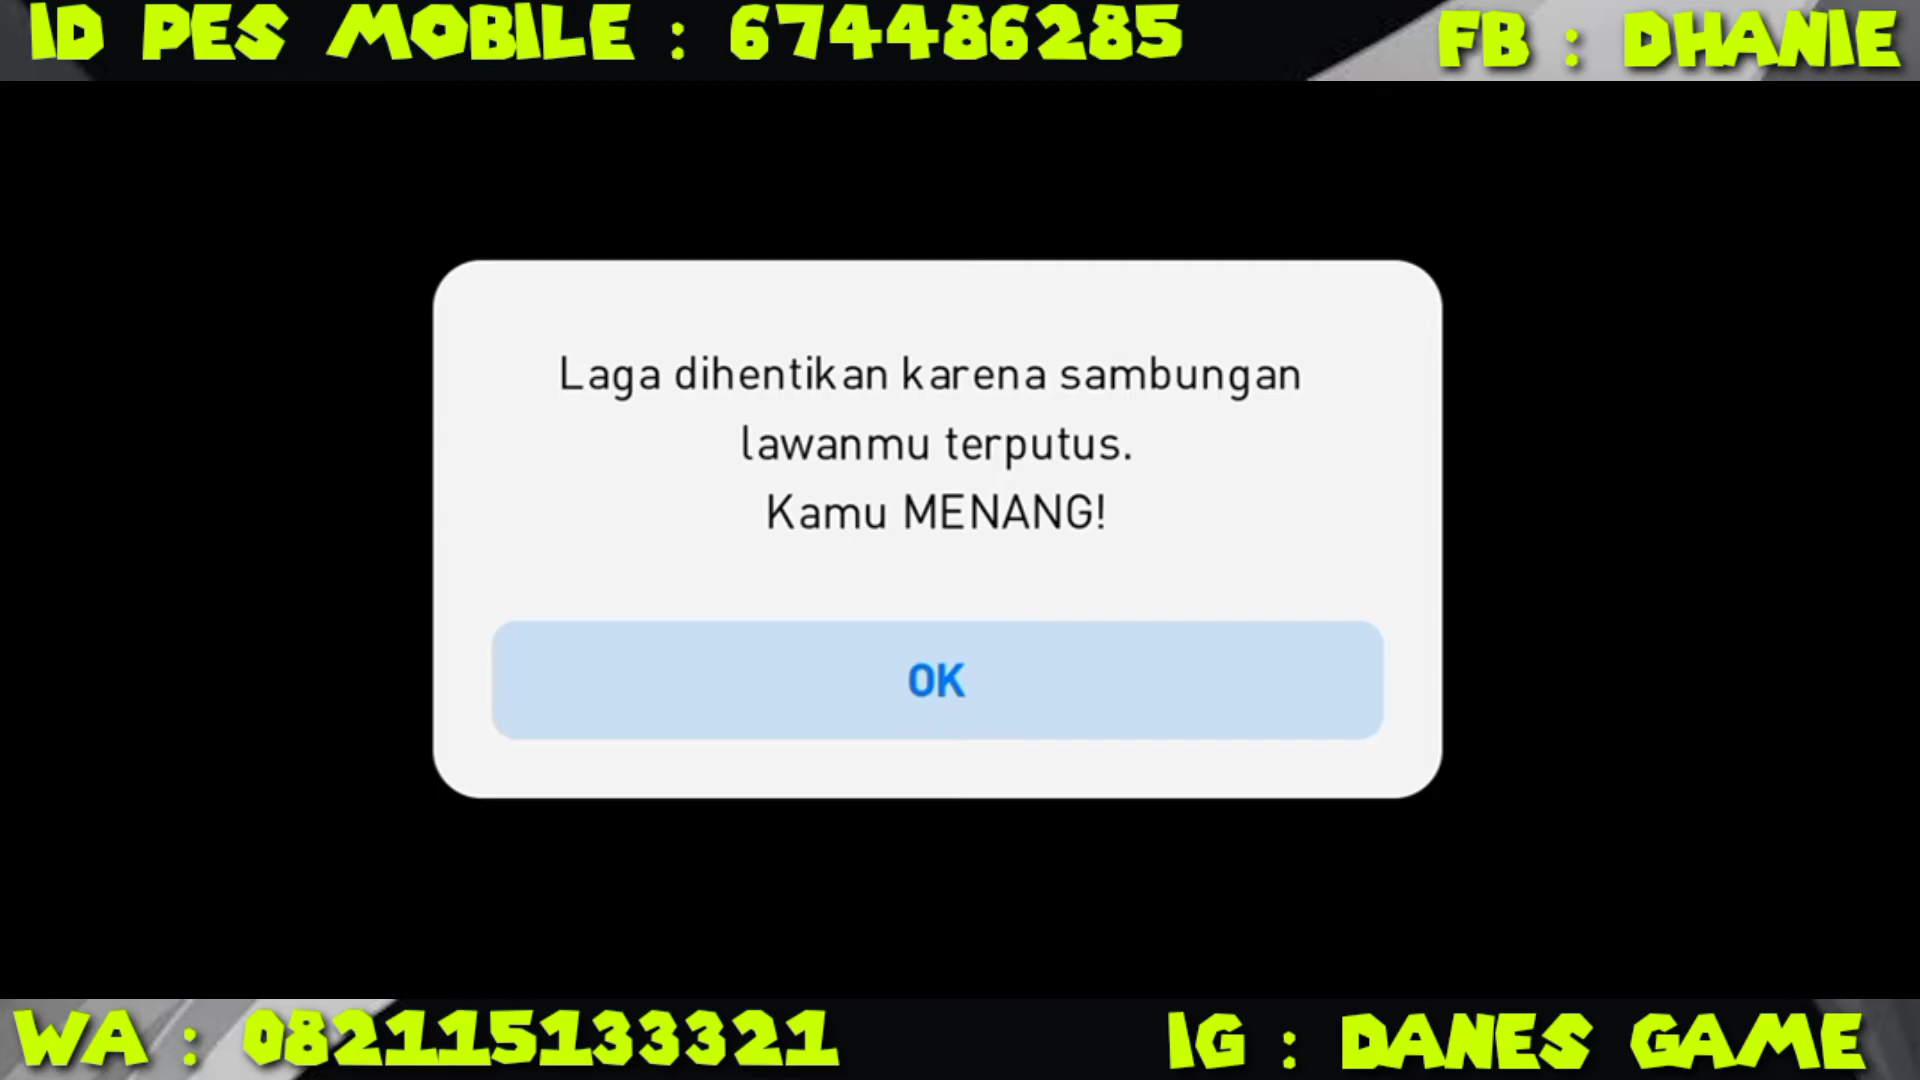 ID PES MOBILE : 674486285
FB : DHANIE
Laga dihentikan karena sambungan
lawanmu terputus.
Kamu MENANG!
OK
WA : 082115133321
IG : DANES GAME